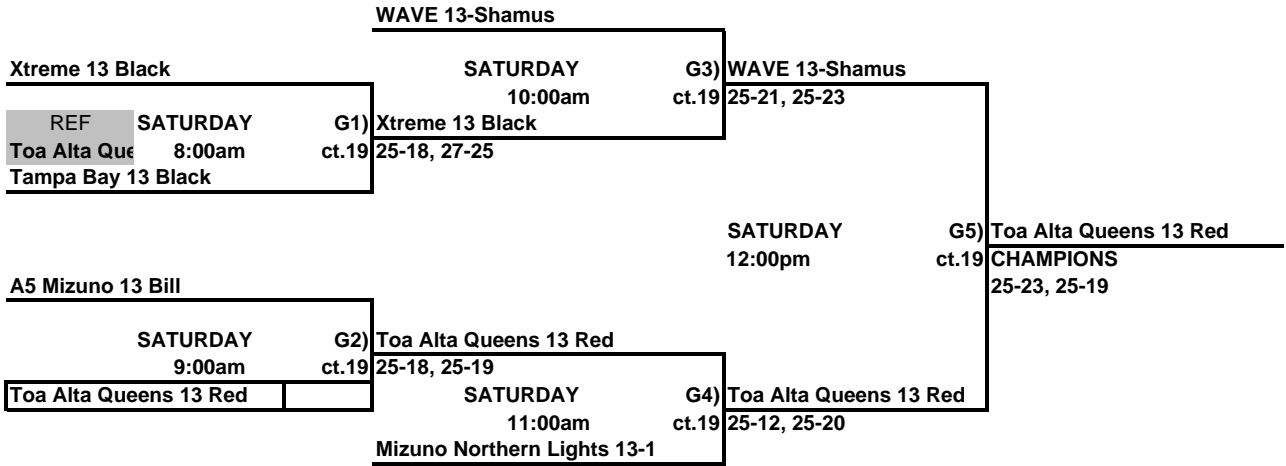 WAVE 13-Shamus
Xtreme 13 Black SATURDAY G3) WAVE 13-Shamus
10:00am ct.19 25-21, 25-23
REF SATURDAY G1) Xtreme 13 Black
Toa Alta Que 8:00am ct.19 25-18, 27-25
Tampa Bay 13 Black
SATURDAY G5) Toa Alta Queens 13 Red
12:00pm ct.19 CHAMPIONS
A5 Mizuno 13 Bill 25-23, 25-19
SATURDAY G2) Toa Alta Queens 13 Red
9:00am ct.19 25-18, 25-19
Toa Alta Queens 13 Red SATURDAY G4) Toa Alta Queens 13 Red
11:00am ct.19 25-12, 25-20
Mizuno Northern Lights 13-1